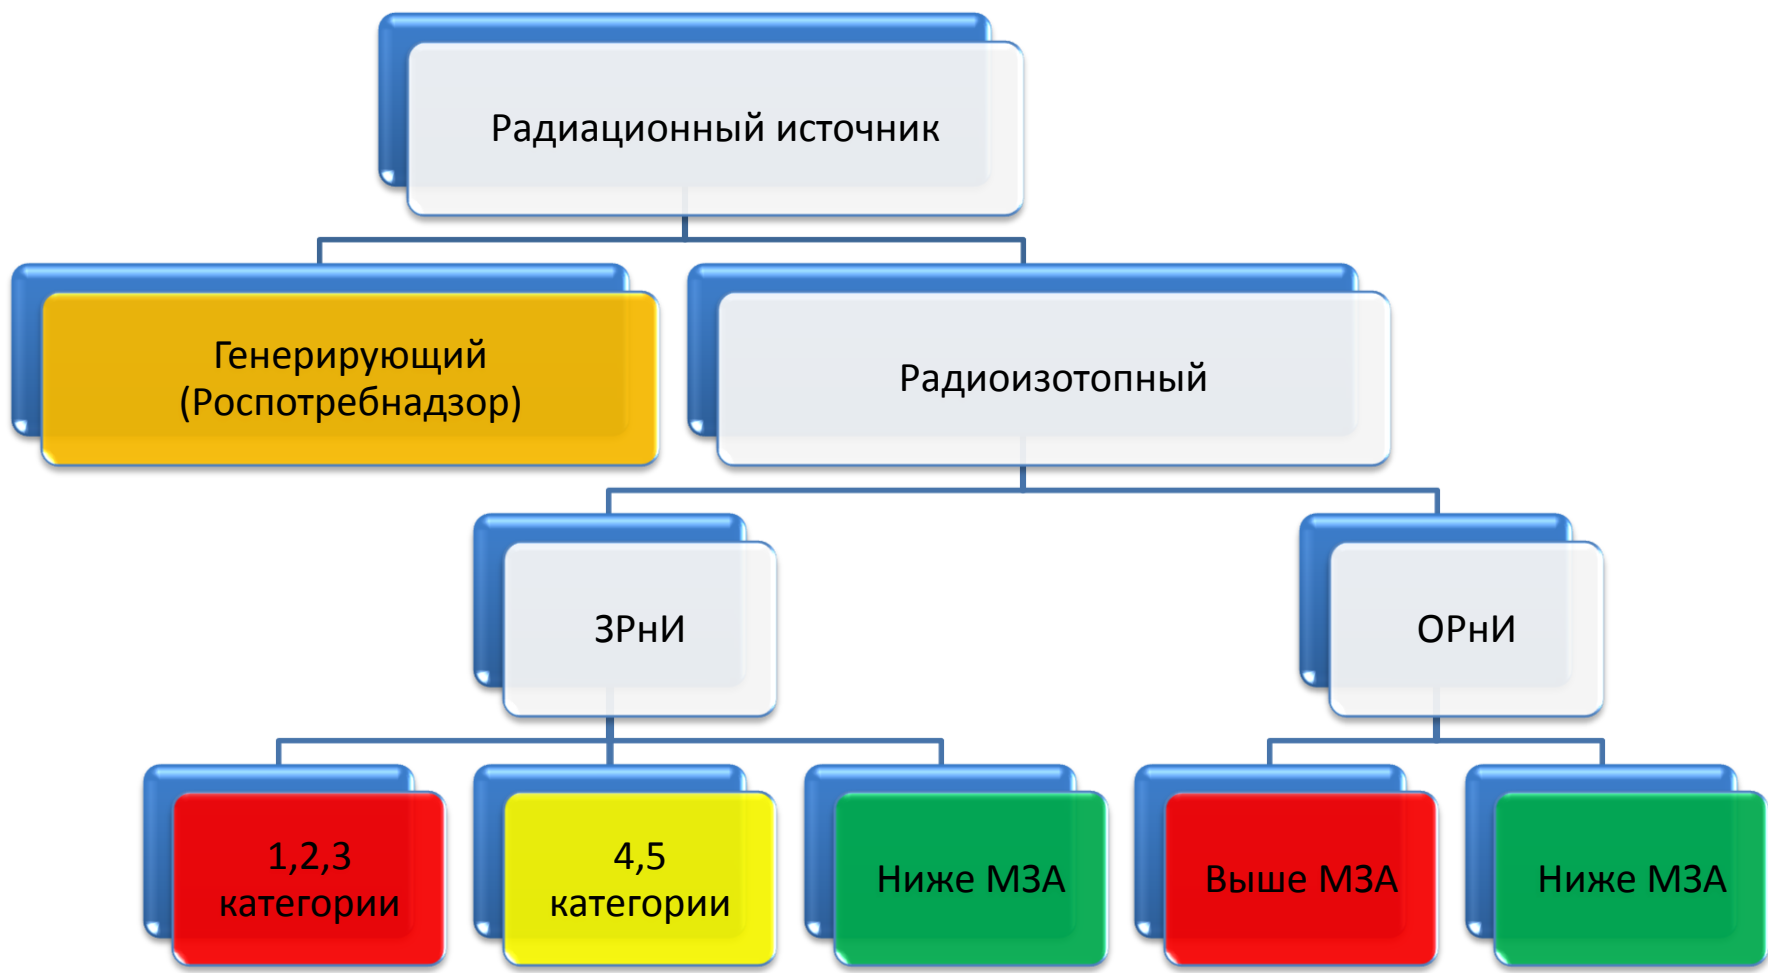 Радиационный источник
Генерирующий
(Роспотребнадзор)
Радиоизотопный
ЗРнИ
ОРнИ
1,2,3
категории
4,5
категории
Ниже МЗА
Выше МЗА
Ниже МЗА